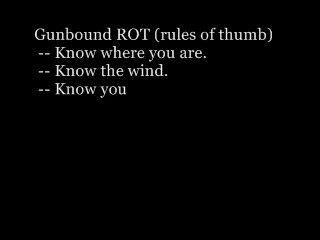 Gunbound ROT (rules of thumb)
-- Know where you are.
-- Know the wind.
-- Know you